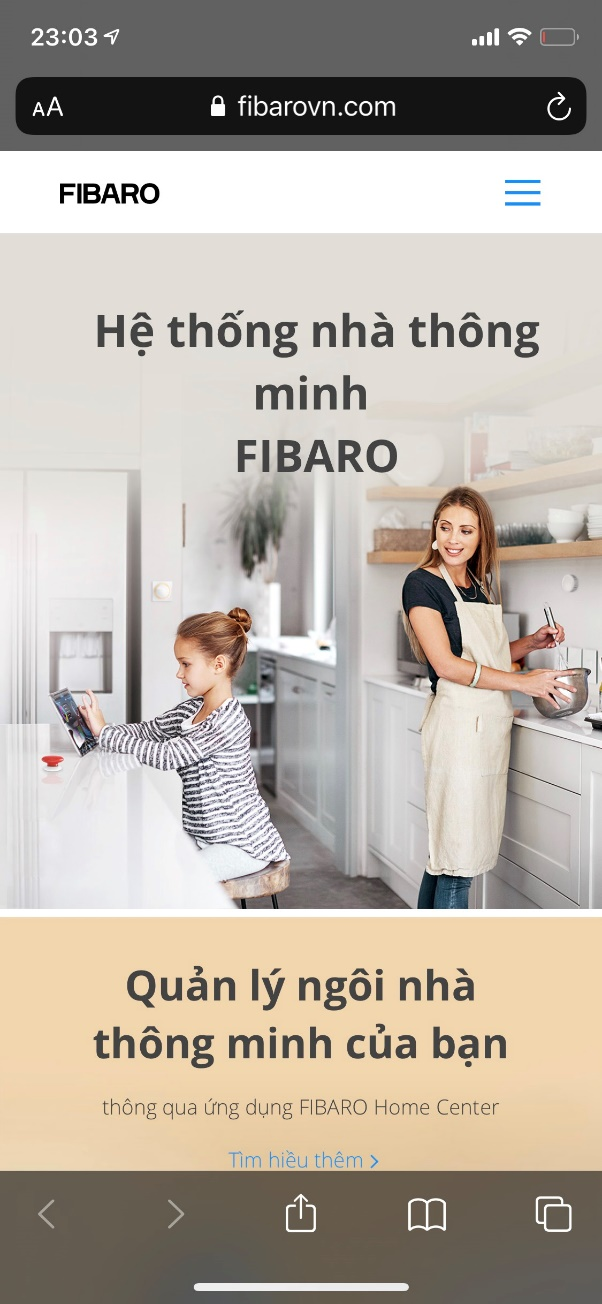 23:03
AA fibarovn.com
FIBARO
Hệ thống nhà thông
minh
FIBARO
Quản lý ngôi nhà
thông minh của bạn
thông qua ứng dụng FIBARO Home Center
Tìm hiều thêm